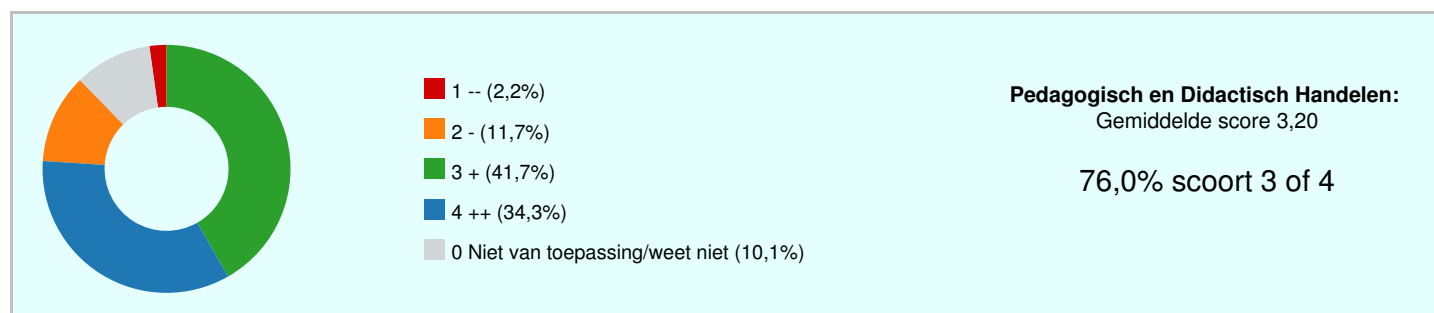 1 -- (2,2%)
2 - (11,7%)
3 + (41,7%)
4 ++ (34,3%)
0 Niet van toepassing/weet niet (10,1%)
Pedagogisch en Didactisch Handelen:
Gemiddelde score 3,20
76,0% scoort 3 of 4